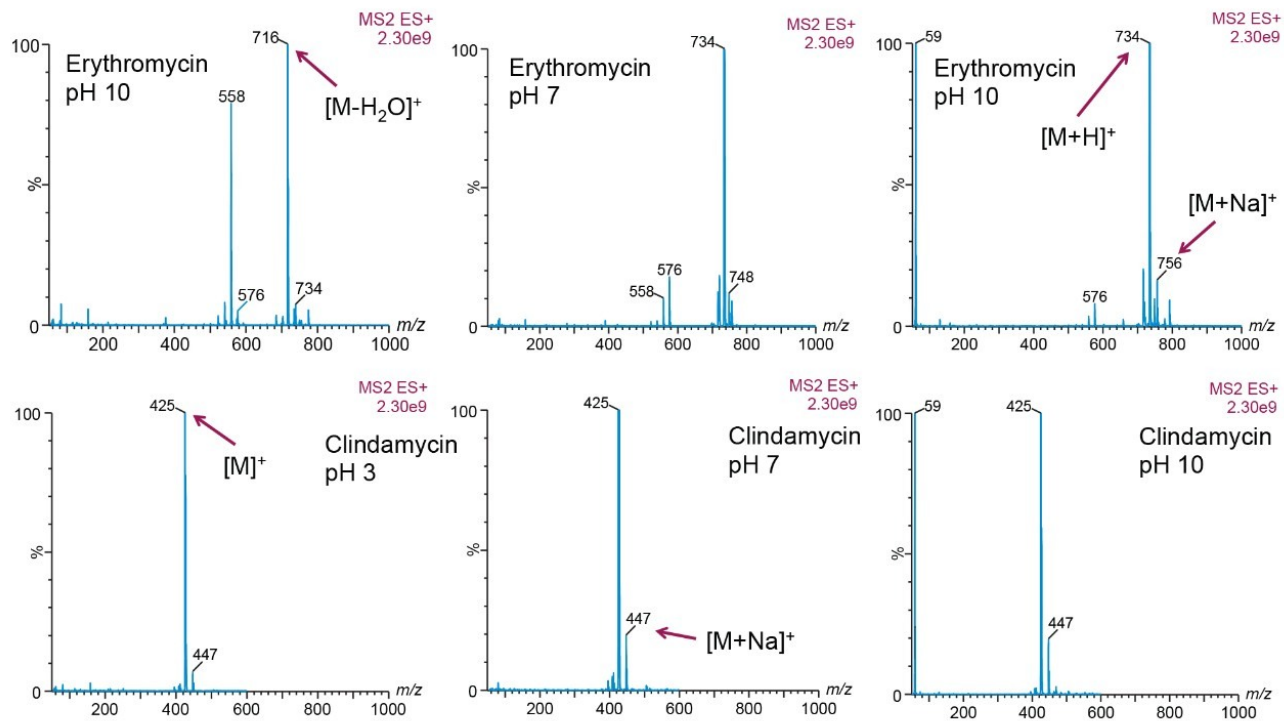 MS2 ES+
2.30e9
Erythromycin
pH 10
716
558
[M-H₂O]⁺
576
734
100
%
0
200
400
600
800
1000
m/z
MS2 ES+
2.30e9
Erythromycin
pH 7
734
576
558
748
100
%
0
200
400
600
800
1000
m/z
MS2 ES+
2.30e9
Erythromycin
pH 10
59
734
[M+H]⁺
[M+Na]⁺
756
576
100
%
0
200
400
600
800
1000
m/z
MS2 ES+
2.30e9
425
Clindamycin
pH 3
[M]⁺
447
100
%
0
200
400
600
800
1000
m/z
MS2 ES+
2.30e9
425
Clindamycin
pH 7
447
[M+Na]⁺
100
%
0
200
400
600
800
1000
m/z
MS2 ES+
2.30e9
59
425
Clindamycin
pH 10
447
100
%
0
200
400
600
800
1000
m/z